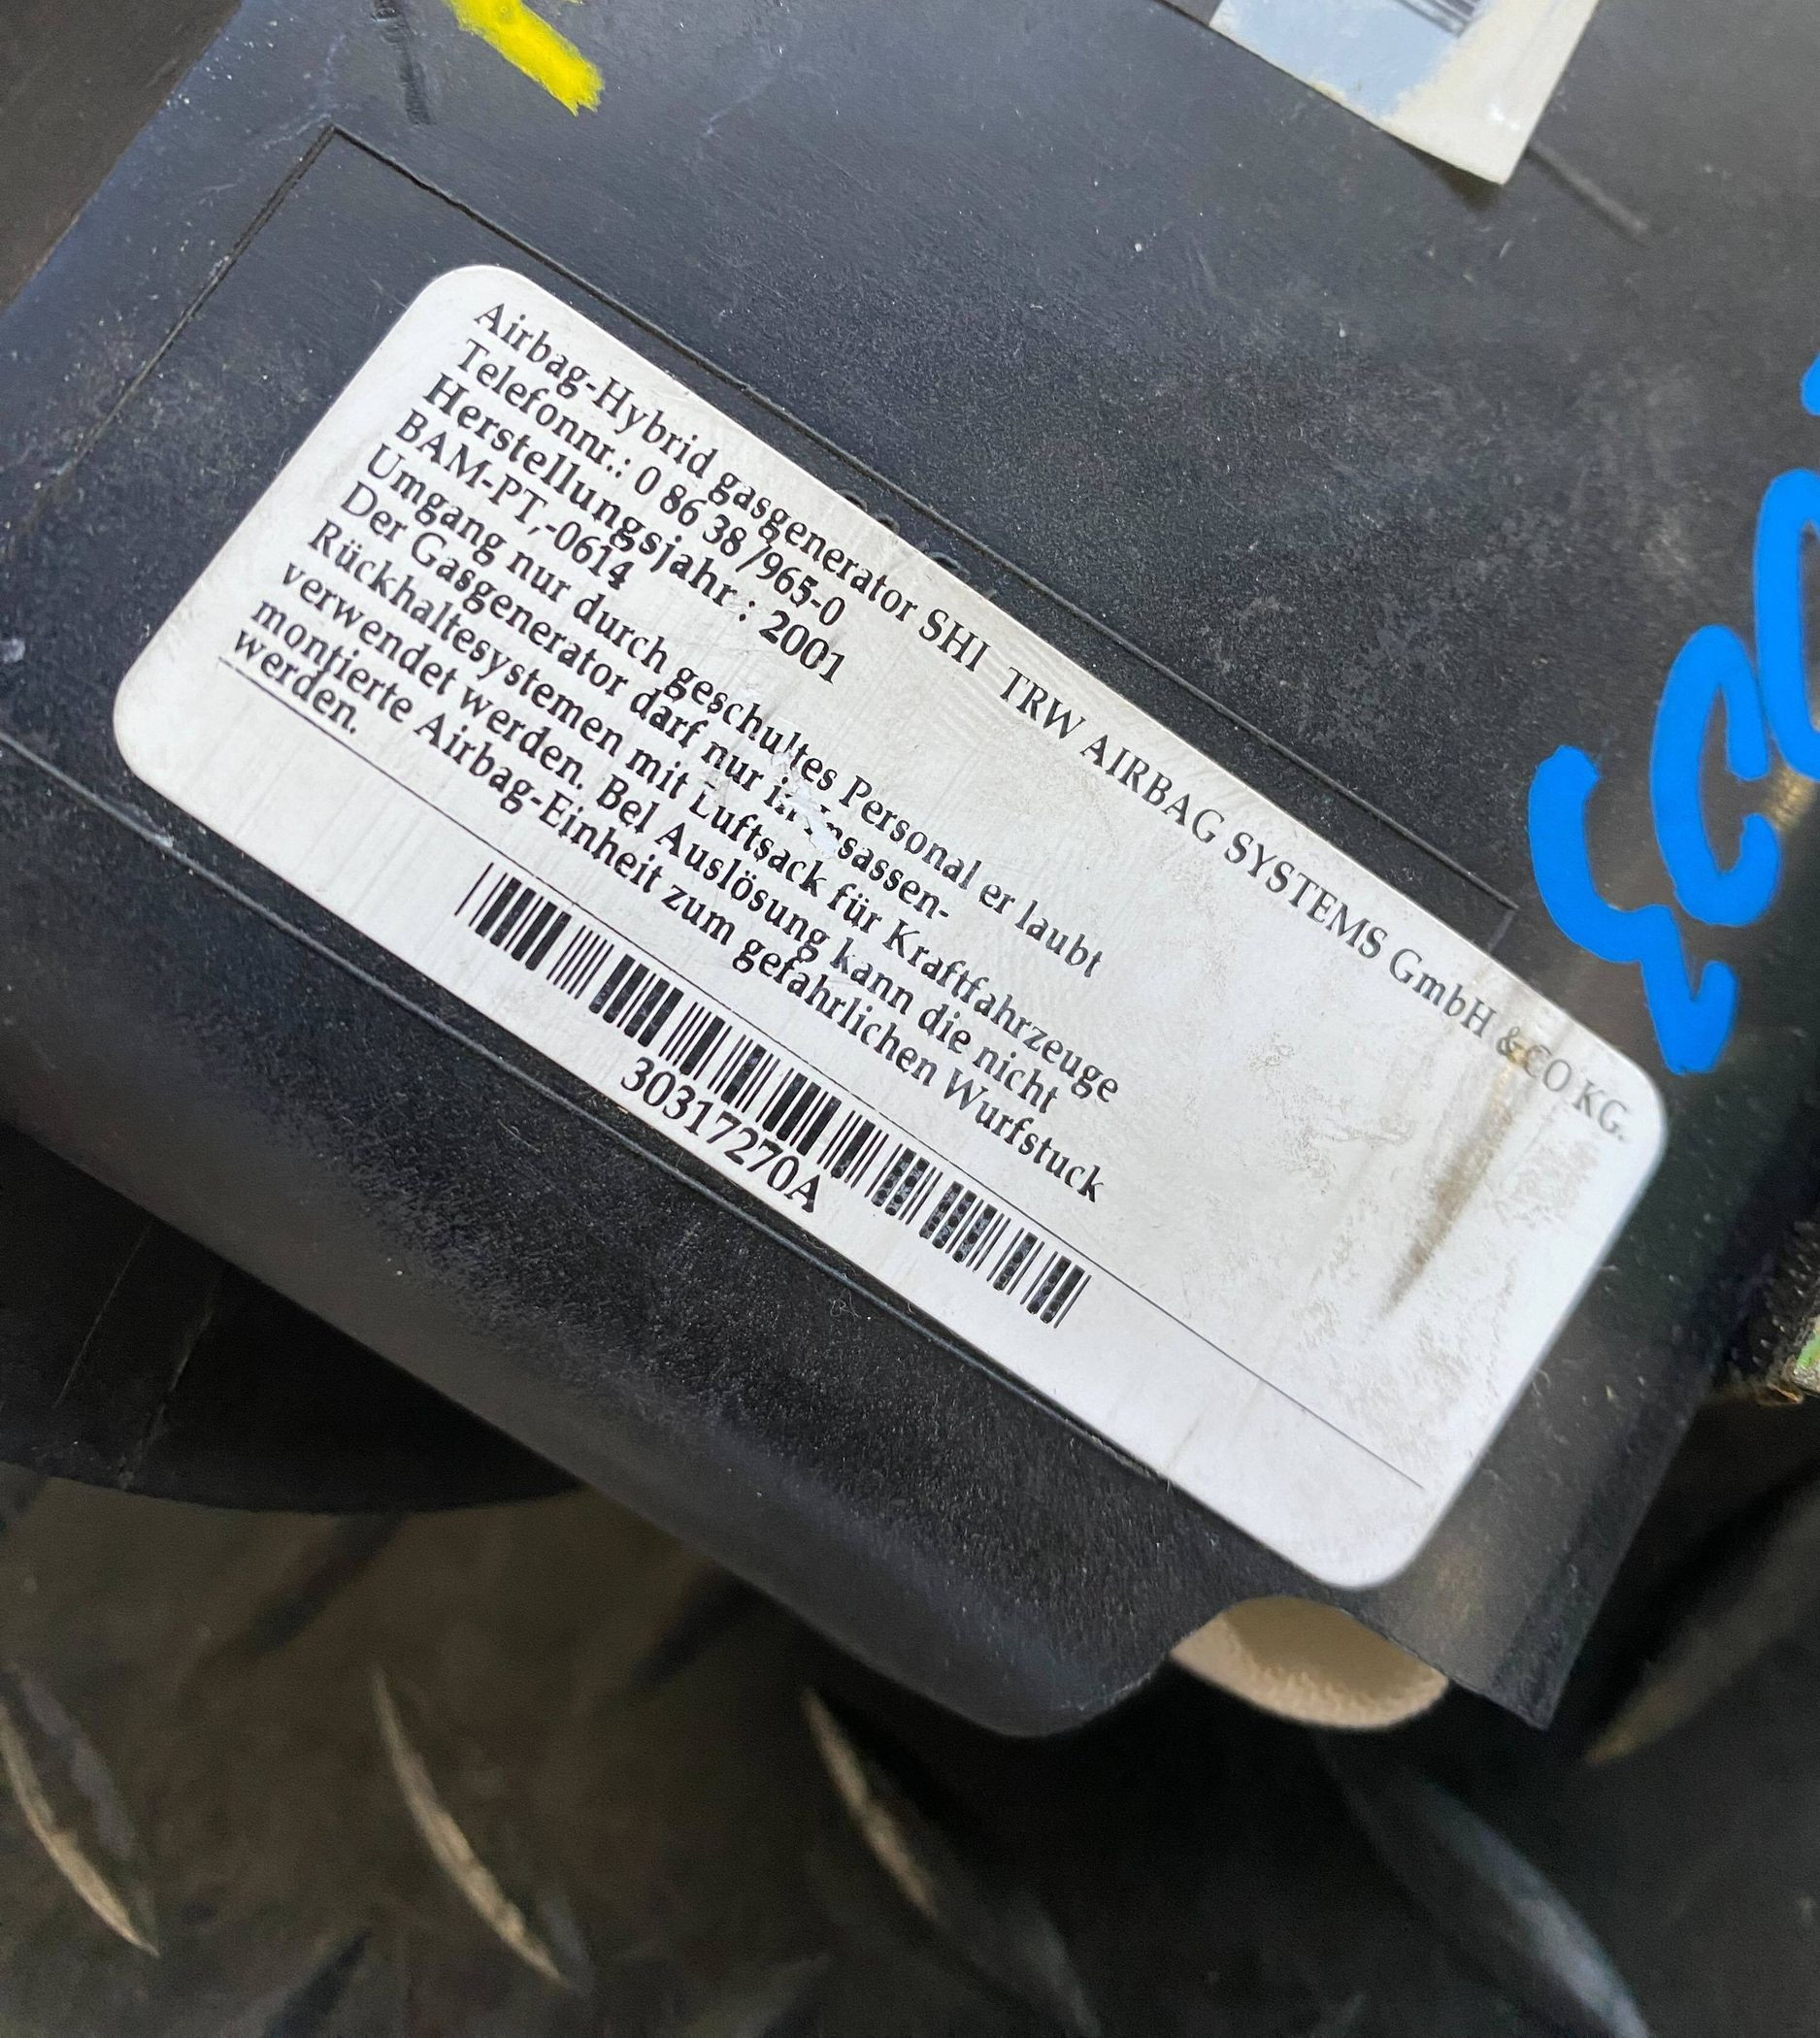 Airbag-Hybrid gasgenerator SHI TRW AIRBAG SYSTEMS GmbH & CO KG.
Telefonnr.: 0 86 38 /965-0
Herstellungsjahr : 2001
BAM-PT,-0614
Umgang nur durch geschultes Personal er laubt
Der Gasgenerator darf nur in Insassen-
Rückhaltesystemen mit Luftsack für Kraftfahrzeuge
verwendet werden. Bel Auslösung kann die nicht
montierte Airbag-Einheit zum gefahrlichen Wurfstuck
werden.
30317270A